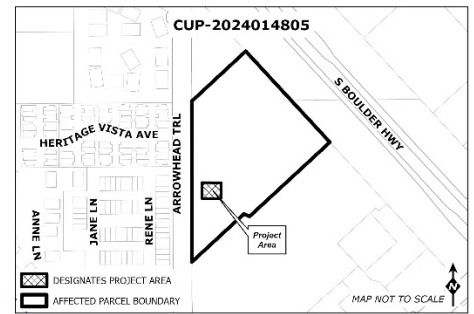 CUP-2024014805
S BOULDER HWY
HERITAGE VISTA AVE
ARROWHEAD TRL
ANNE LN
JANE LN
RENE LN
Project
Area
DESIGNATES PROJECT AREA
AFFECTED PARCEL BOUNDARY
MAP NOT TO SCALE
N